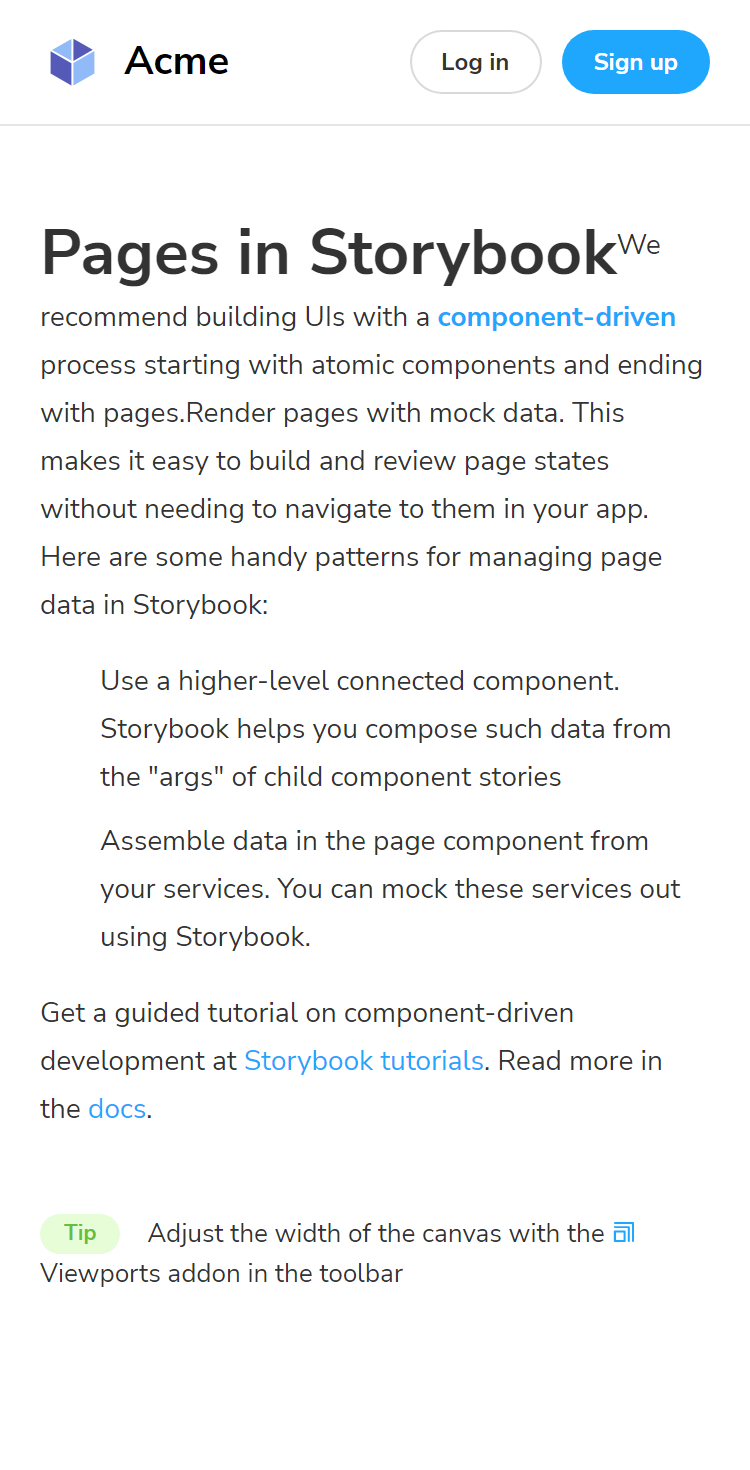 Acme
Log in
Sign up
Pages in StorybookWe
recommend building UIs with a component-driven
process starting with atomic components and ending
with pages.Render pages with mock data. This
makes it easy to build and review page states
without needing to navigate to them in your app.
Here are some handy patterns for managing page
data in Storybook:
Use a higher-level connected component.
Storybook helps you compose such data from
the "args" of child component stories
Assemble data in the page component from
your services. You can mock these services out
using Storybook.
Get a guided tutorial on component-driven
development at Storybook tutorials. Read more in
the docs.
Tip Adjust the width of the canvas with the
Viewports addon in the toolbar